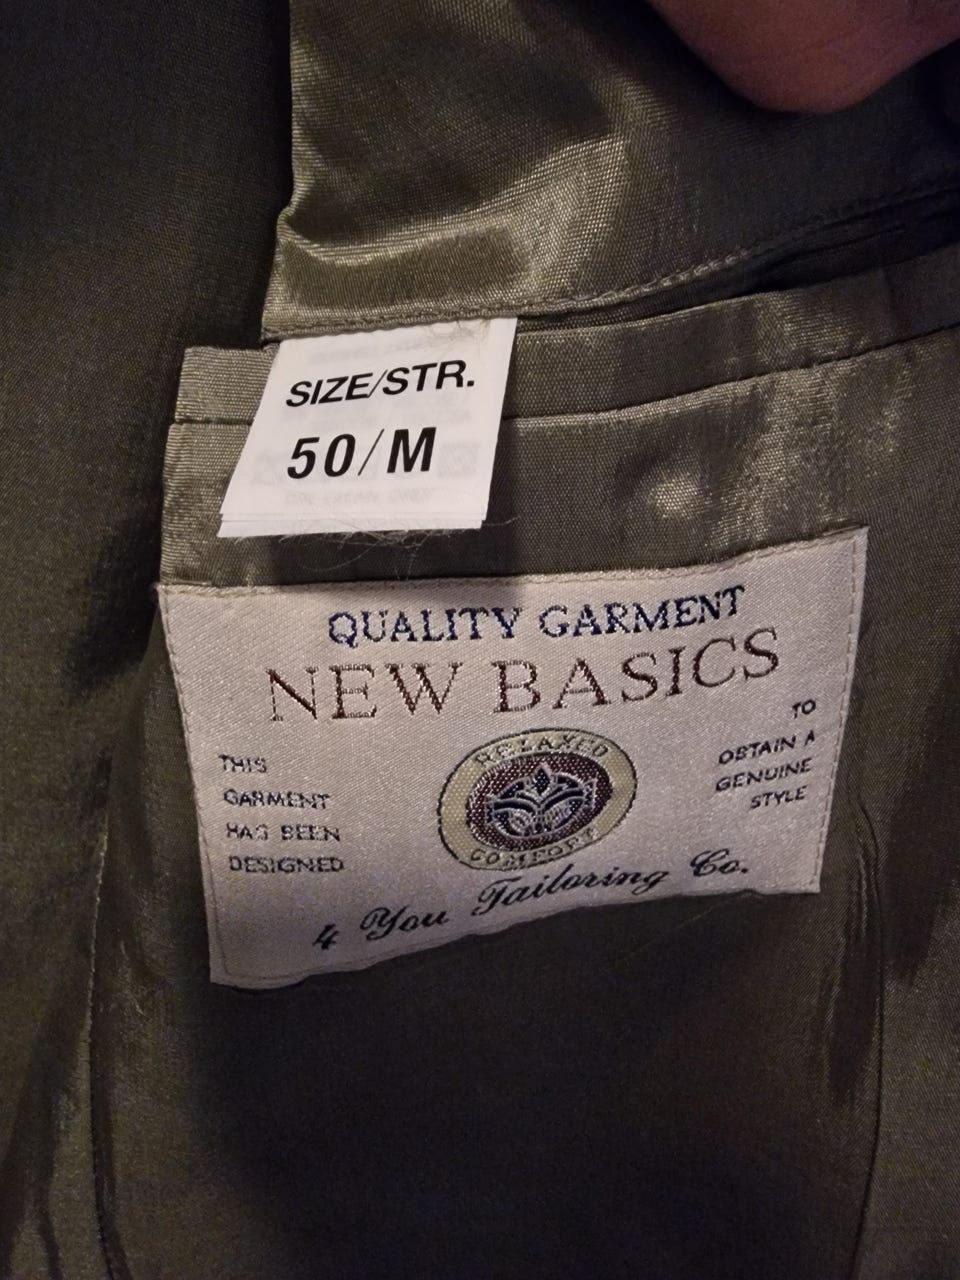 SIZE/STR.
50/M
QUALITY GARMENT
NEW BASICS
THIS
GARMENT
HAS BEEN
DESIGNED
RELAXED
COMFORT
TO
OBTAIN A
GENUINE
STYLE
4 You Tailoring Co.